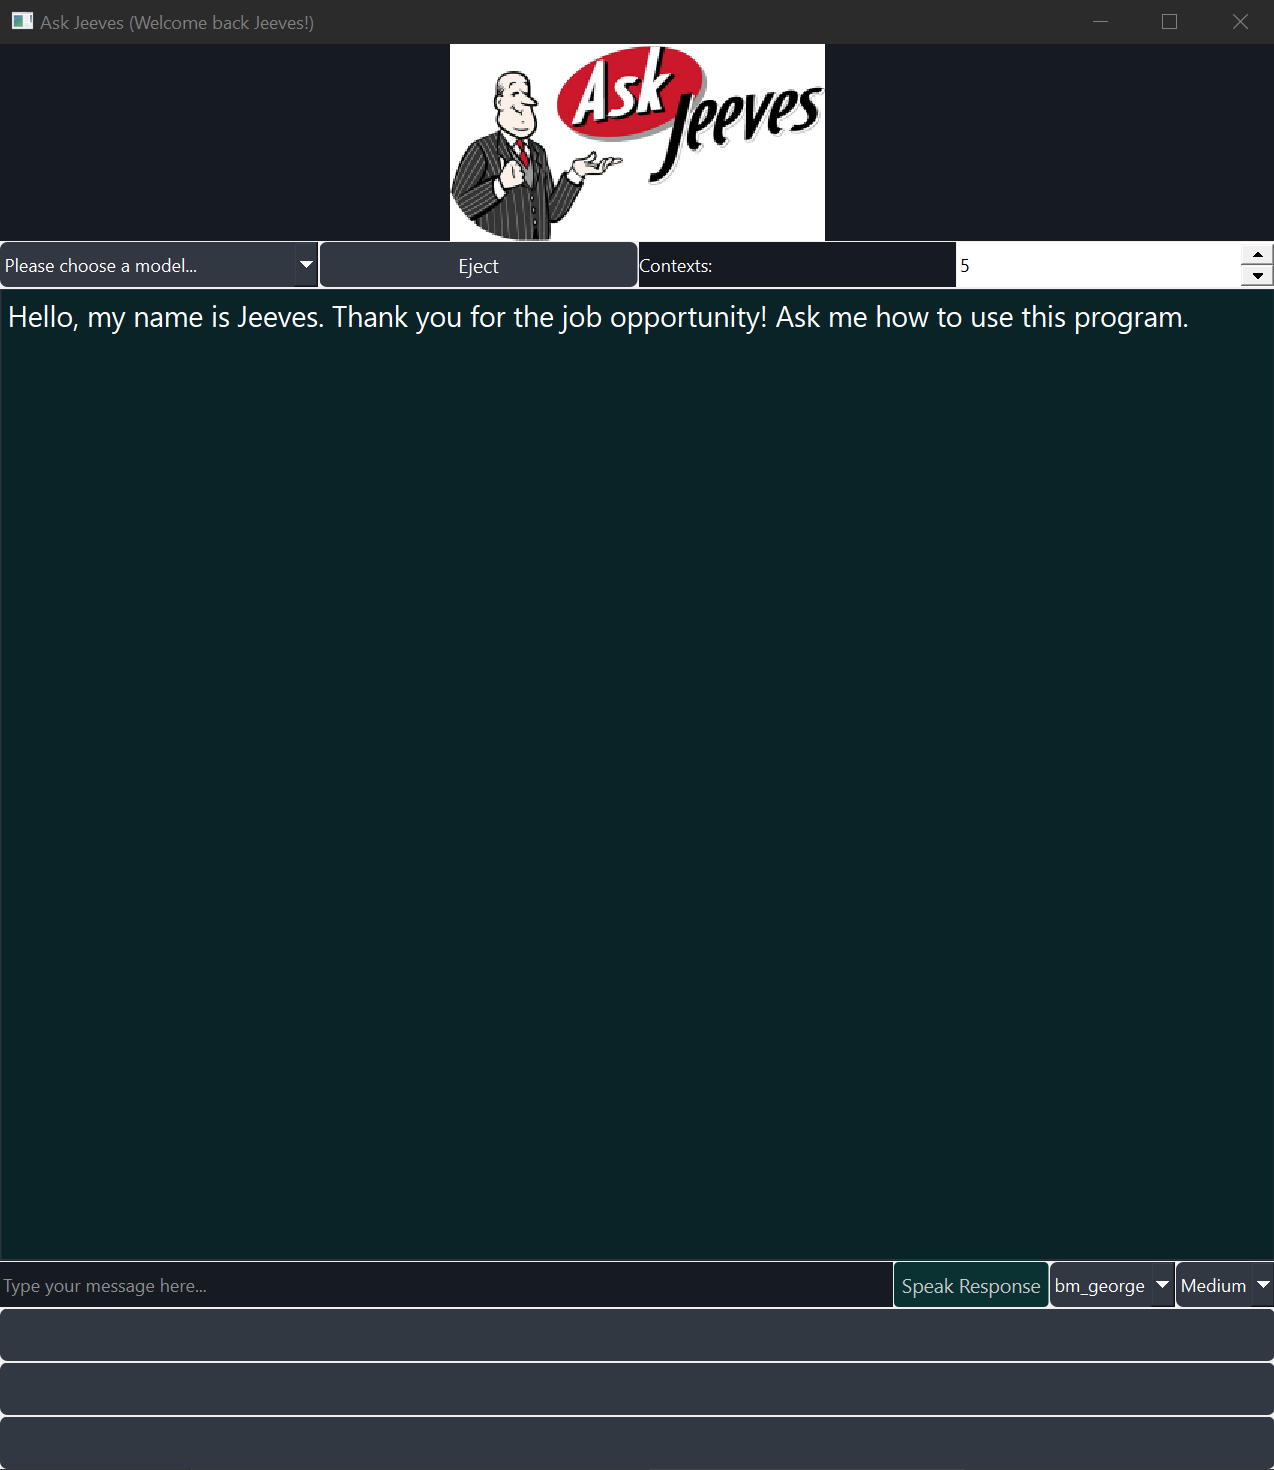 Ask Jeeves (Welcome back Jeeves!)
Ask Jeeves
Please choose a model...
Eject
Contexts:
5
Hello, my name is Jeeves. Thank you for the job opportunity! Ask me how to use this program.
Type your message here...
Speak Response
bm_george
Medium